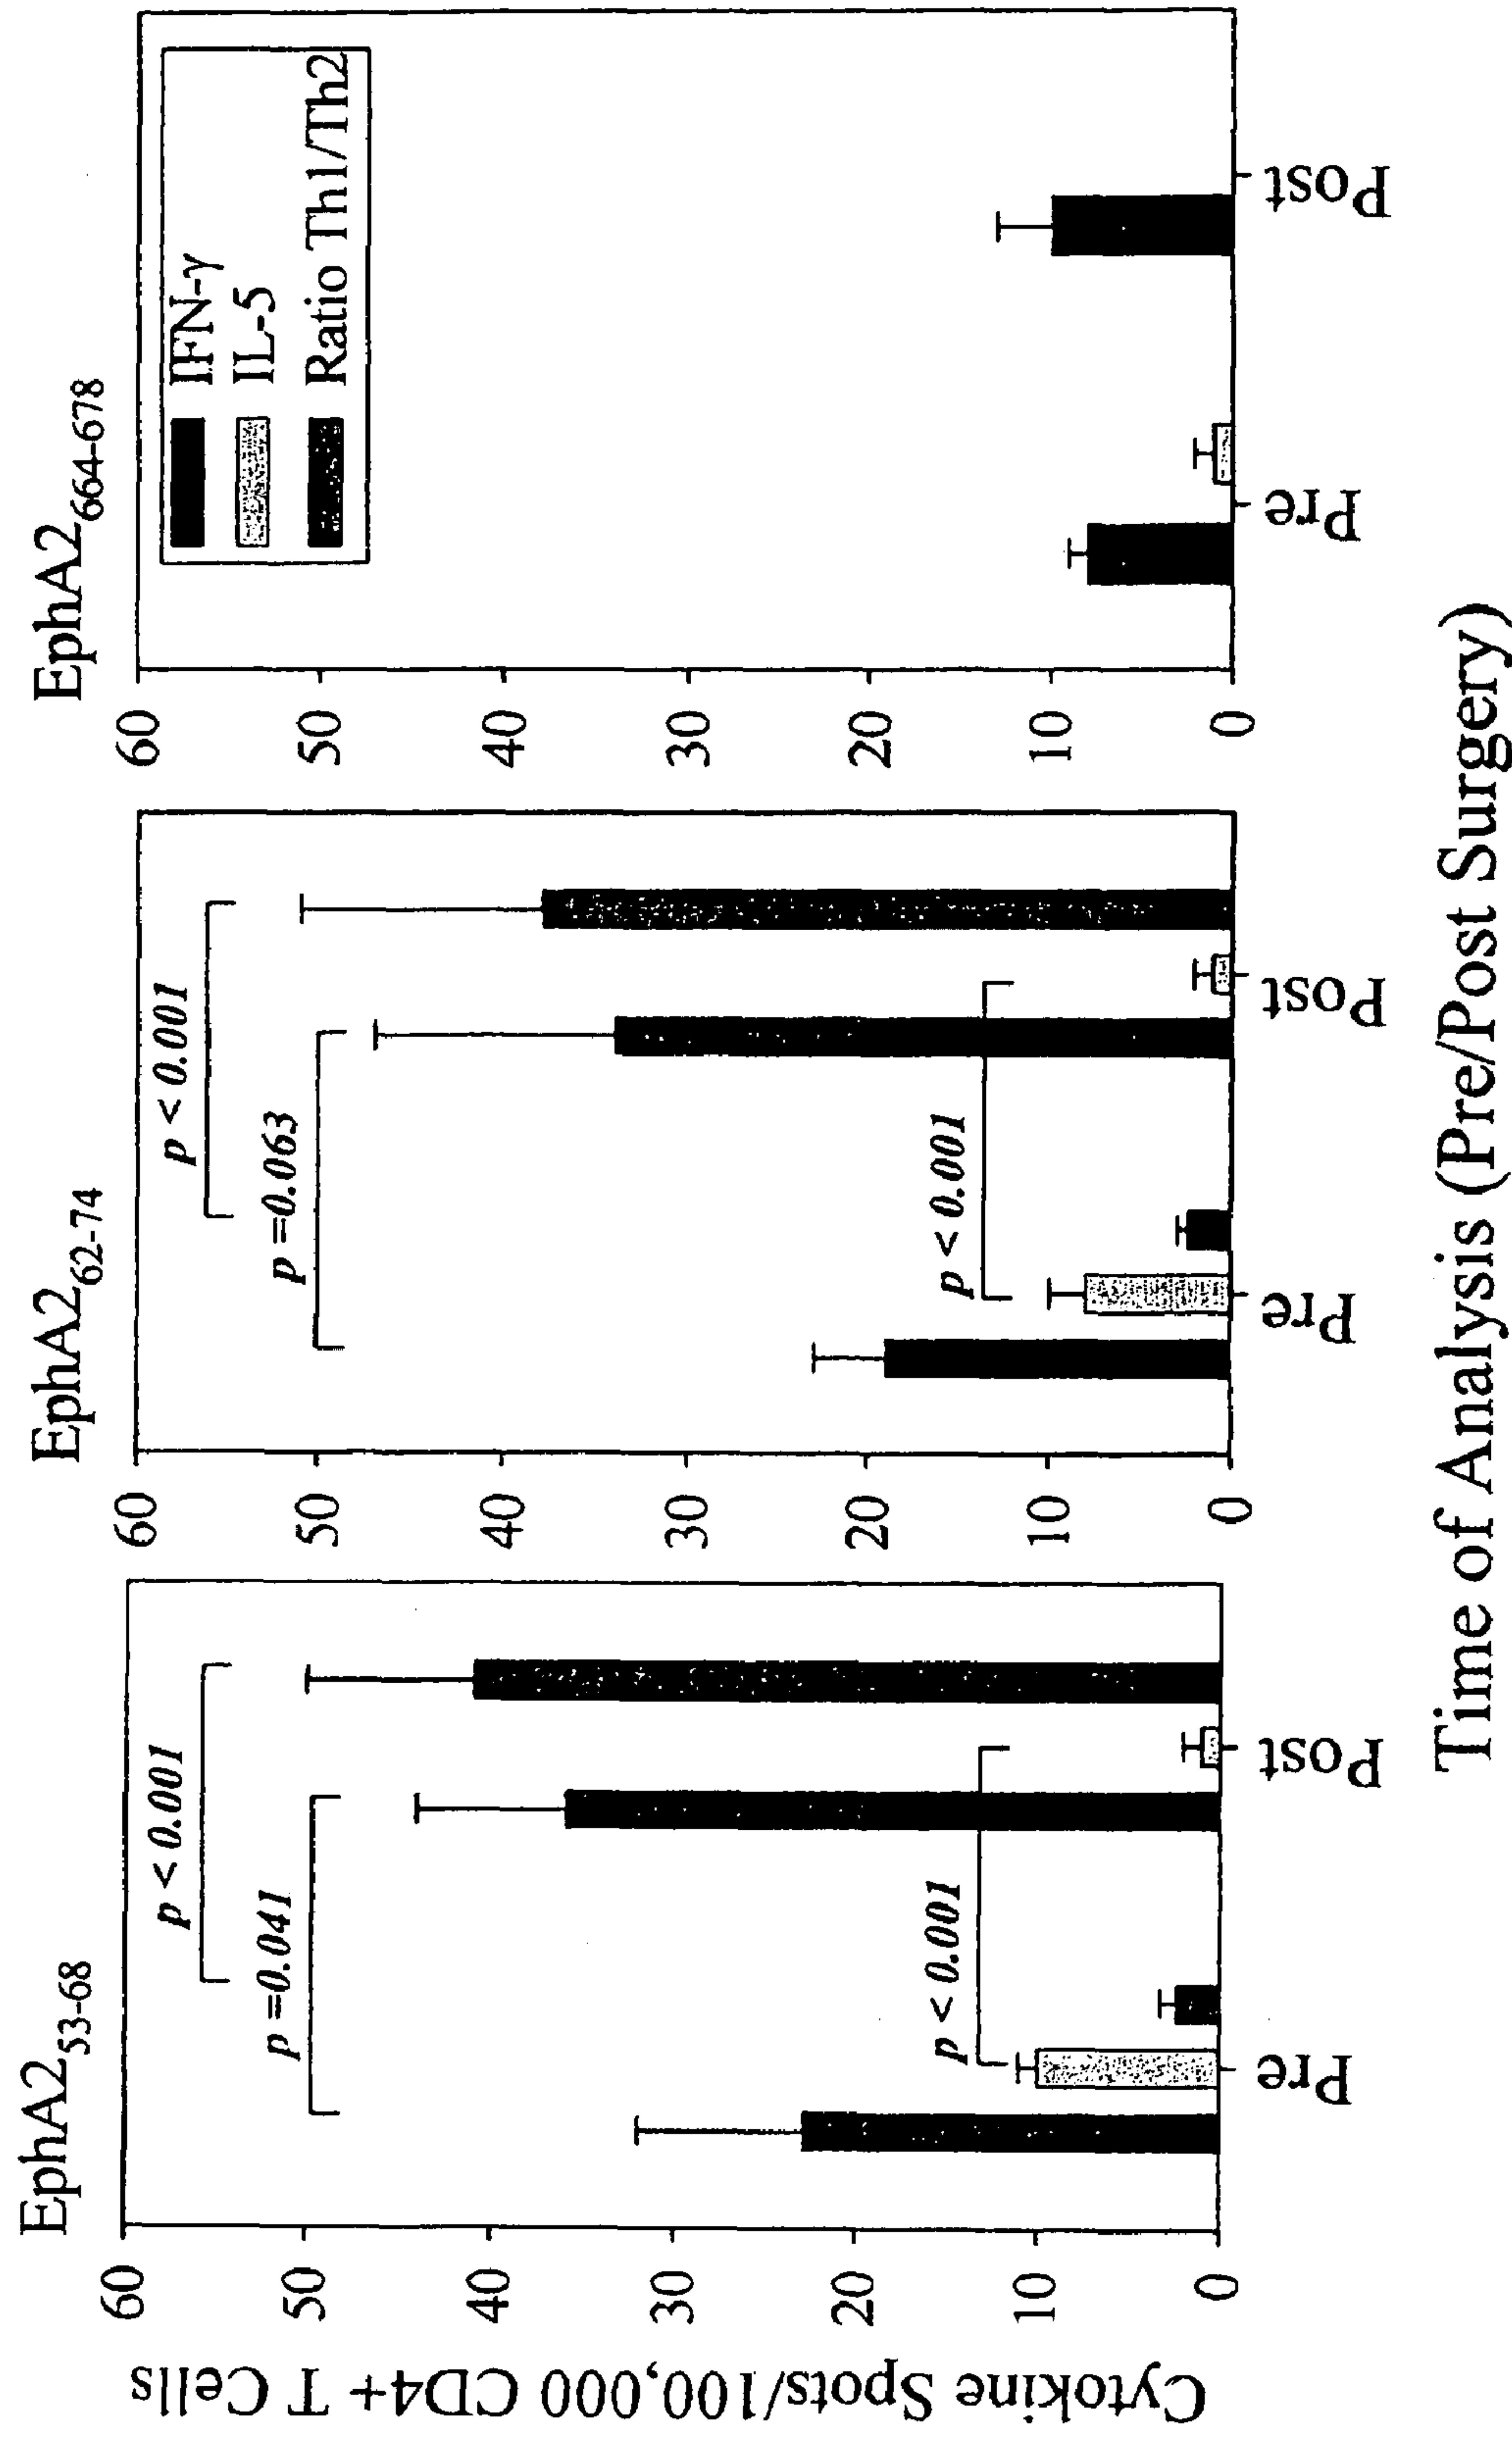 Cytokine Spots/100,000 CD4+ T Cells
EphA2 53-68
60
50
40
30
20
10
0
p < 0.001
p =0.041
p < 0.001
Pre
Post
EphA2 62-74
60
50
40
30
20
10
0
p < 0.001
p =0.063
p < 0.001
Pre
Post
EphA2 664-678
60
50
40
30
20
10
0
IFN-γ
IL-5
Ratio Th1/Th2
Pre
Post
Time of Analysis (Pre/Post Surgery)